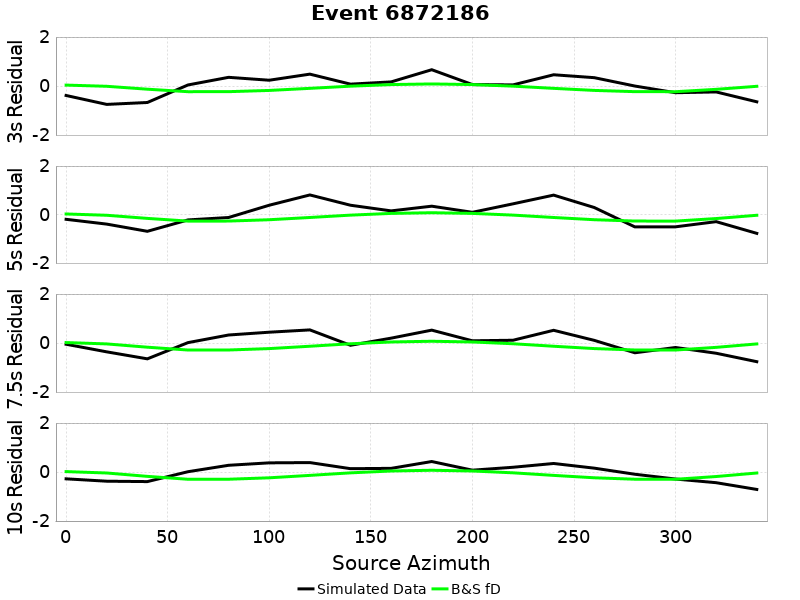 Event 6872186
3s Residual
2
0
-2
5s Residual
2
0
-2
7.5s Residual
2
0
-2
10s Residual
2
0
-2
0 50 100 150 200 250 300
Source Azimuth
Simulated Data B&S fD